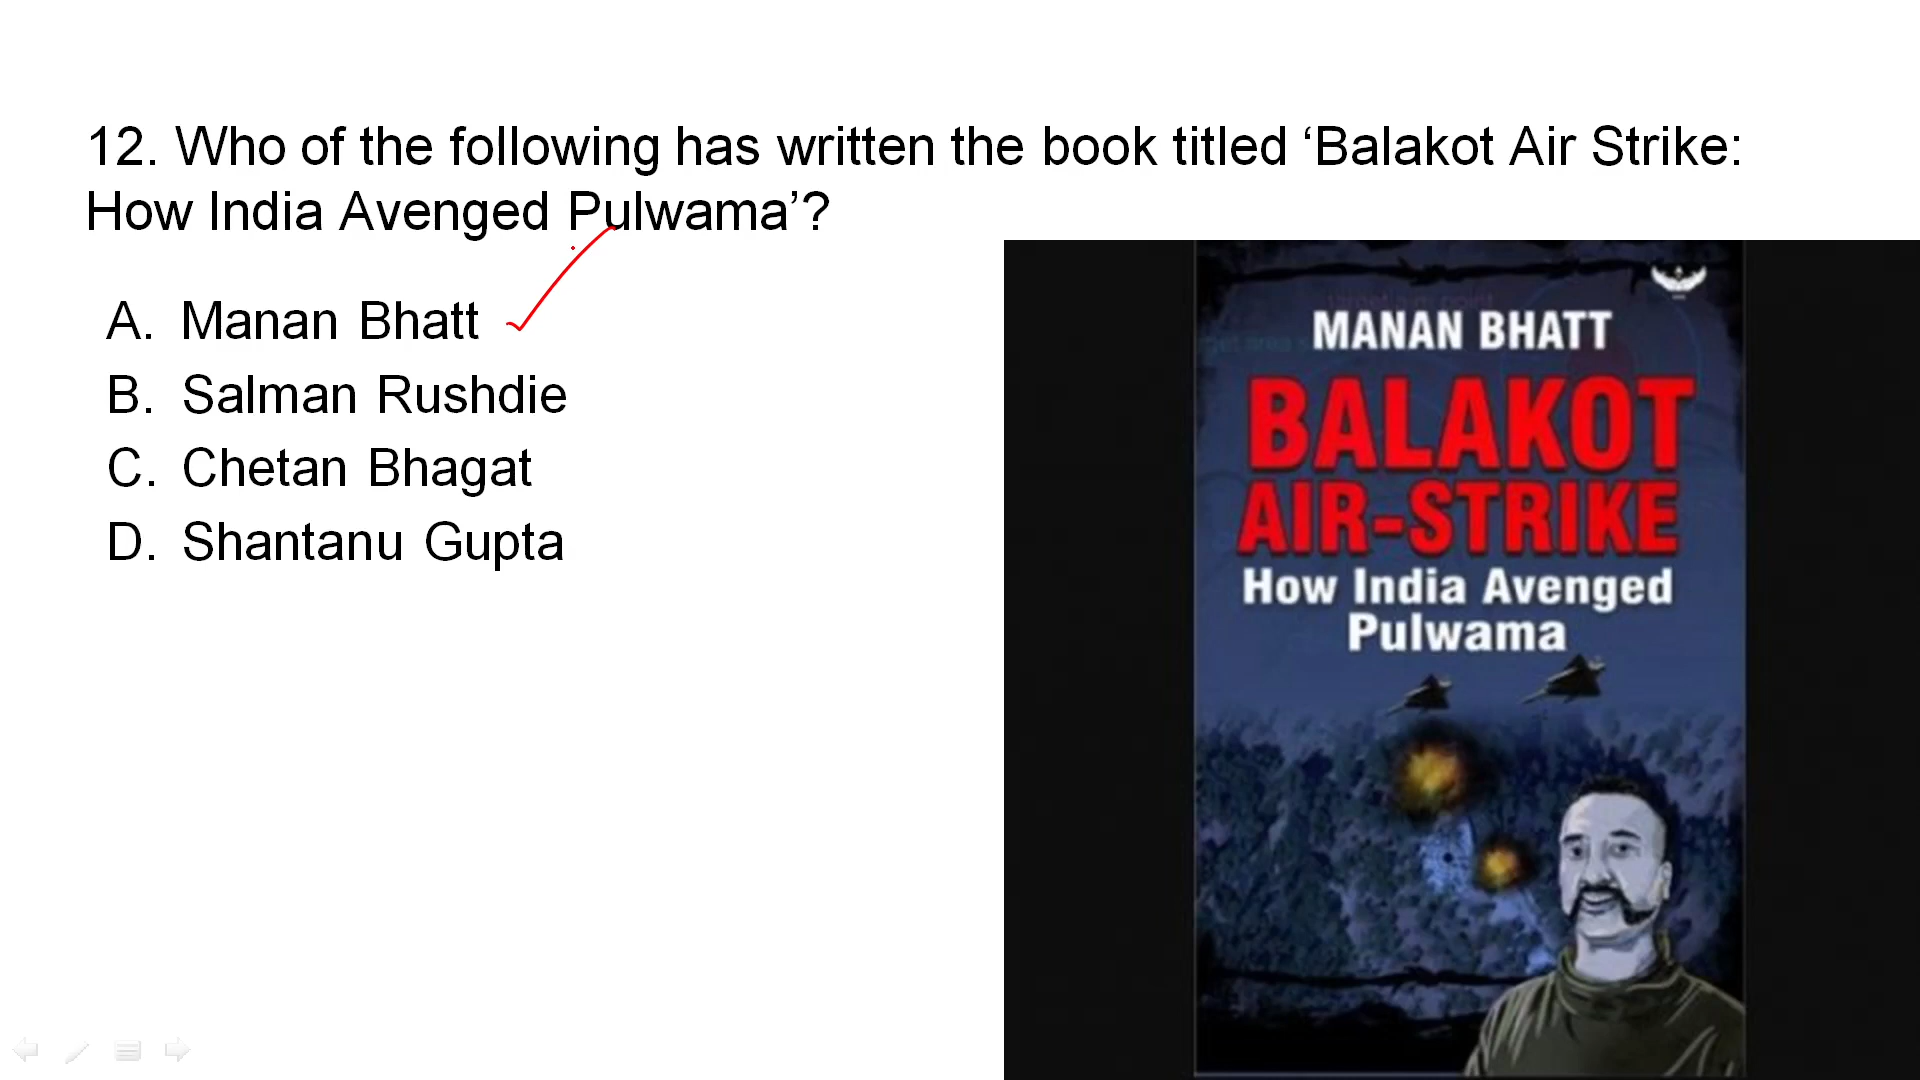 12. Who of the following has written the book titled ‘Balakot Air Strike:
How India Avenged Pulwama’?
A. Manan Bhatt
B. Salman Rushdie
C. Chetan Bhagat
D. Shantanu Gupta
MANAN BHATT
BALAKOT
AIR-STRIKE
How India Avenged
Pulwama